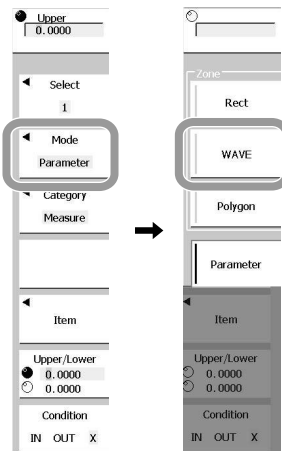 Upper
0.0000
Select
1
Mode
Parameter
Category
Measure
Item
Upper/Lower
0.0000
0.0000
Condition
IN OUT X
Zone
Rect
WAVE
Polygon
Parameter
Item
Upper/Lower
0.0000
0.0000
Condition
IN OUT X